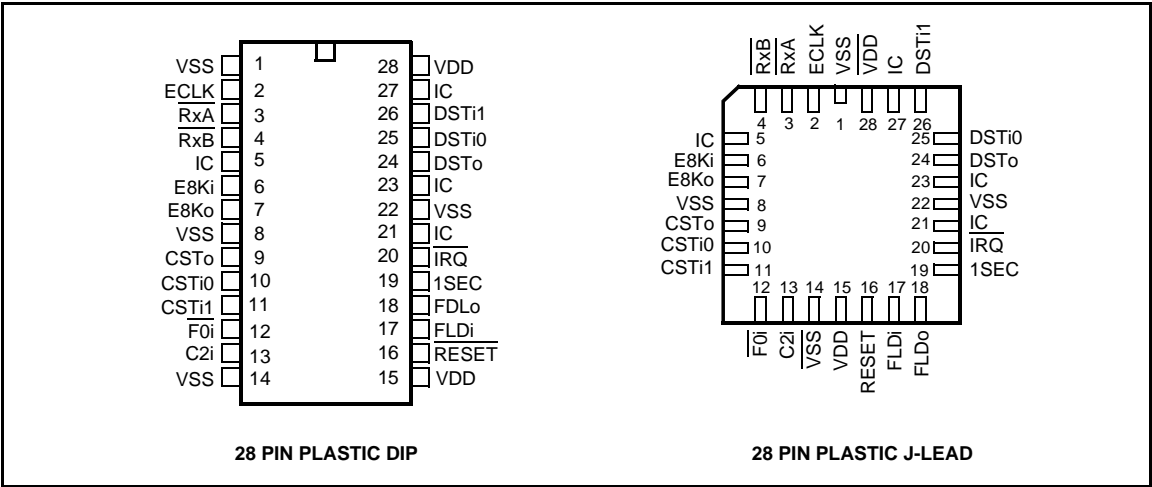 VSS 1 28 VDD
ECLK 2 27 IC
RxA 3 26 DSTi1
RxB 4 25 DSTi0
IC 5 24 DSTo
E8Ki 6 23 IC
E8Ko 7 22 VSS
VSS 8 21 IC
CSTo 9 20 IRQ
CSTi0 10 19 1SEC
CSTi1 11 18 FDLo
F0i 12 17 FLDi
C2i 13 16 RESET
VSS 14 15 VDD
28 PIN PLASTIC DIP
RxB RxA ECLK VSS VDD IC DSTi1
4 3 2 1 28 27 26
IC 5 25 DSTi0
E8Ki 6 24 DSTo
E8Ko 7 23 IC
VSS 8 22 VSS
CSTo 9 21 IC
CSTi0 10 20 IRQ
CSTi1 11 19 1SEC
12 13 14 15 16 17 18
F0i C2i VSS VDD RESET FLDi FLDo
28 PIN PLASTIC J-LEAD